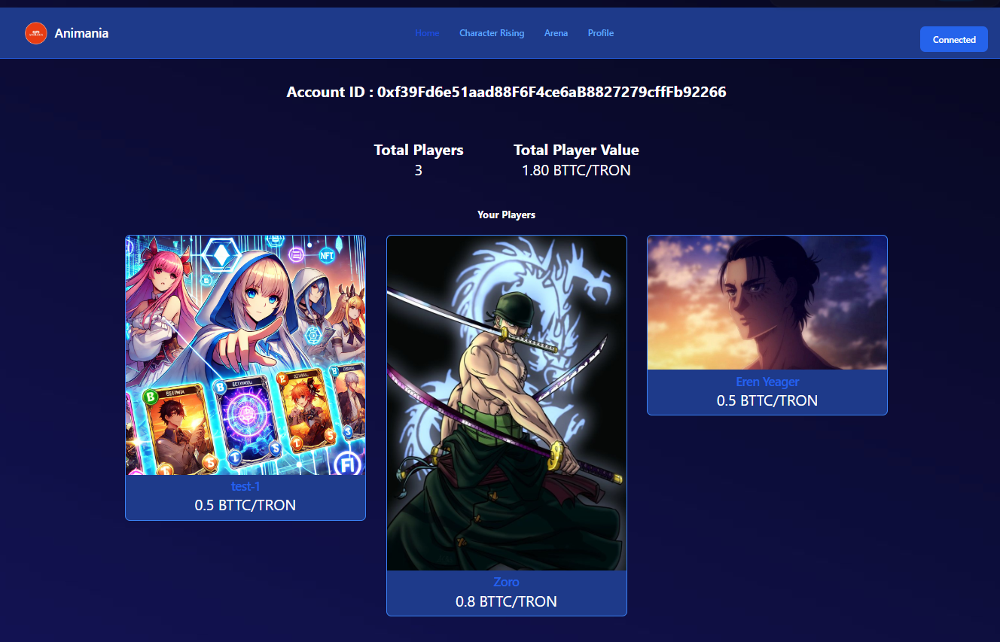 Animania
Home
Character Rising
Arena
Profile
Connected
Account ID : 0xf39Fd6e51aad88F6F4ce6aB8827279cffFb92266
Total Players
3
Total Player Value
1.80 BTTC/TRON
Your Players
NFT
B
B
test-1
0.5 BTTC/TRON
Zoro
0.8 BTTC/TRON
Eren Yeager
0.5 BTTC/TRON